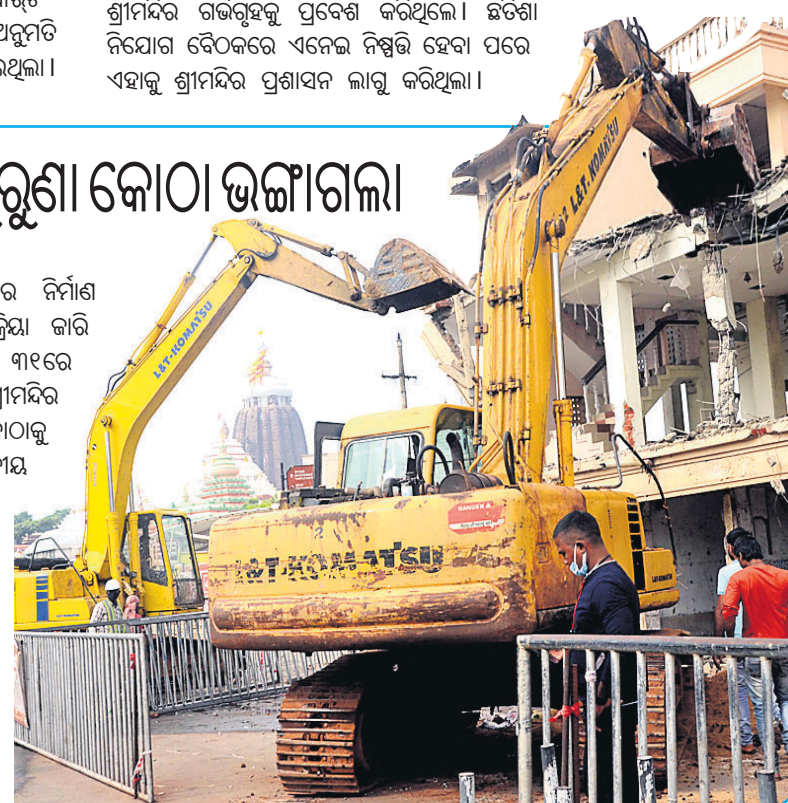 ଅନୁମତି
ଶ୍ରୀମନ୍ଦିର ଗର୍ଭଗୃହକୁ ପ୍ରବେଶ କରିଥିଲେ। ଛତିଶା
ନିଯୋଗ ବୈଠକରେ ଏନେଇ ନିଷ୍ପତ୍ତି ହେବା ପରେ
ଏହାକୁ ଶ୍ରୀମନ୍ଦିର ପ୍ରଶାସନ ଲାଗୁ କରିଥିଲା।
କୋଠା ଭଙ୍ଗାଗଲା
ନିର୍ମାଣ
ଜାରି
୩୧ରେ
L&T-KOMATSU
L&T-KOMATSU
DANGER
L&T-KOMATSU
L&T-KOMATSU